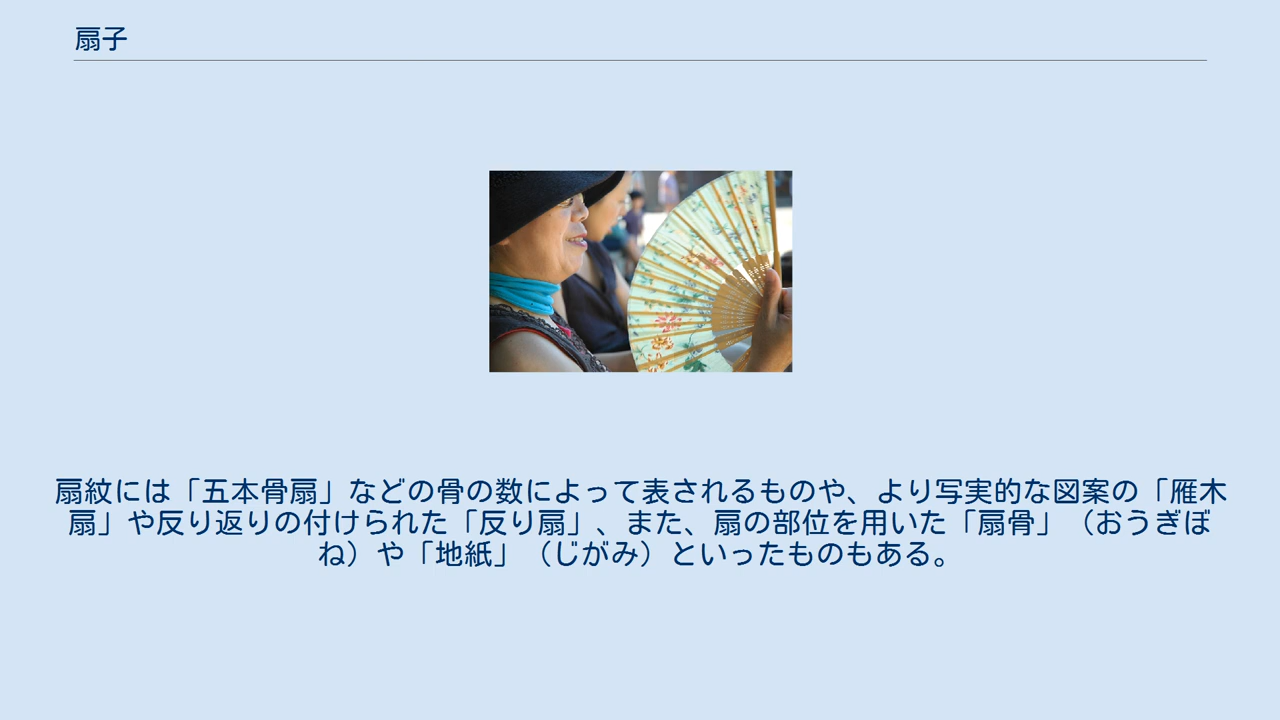 扇子
扇紋には「五本骨扇」などの骨の数によって表されるものや、より写実的な図案の「雁木
扇」や反り返りの付けられた「反り扇」、また、扇の部位を用いた「扇骨」（おうぎぼ
ね）や「地紙」（じがみ）といったものもある。